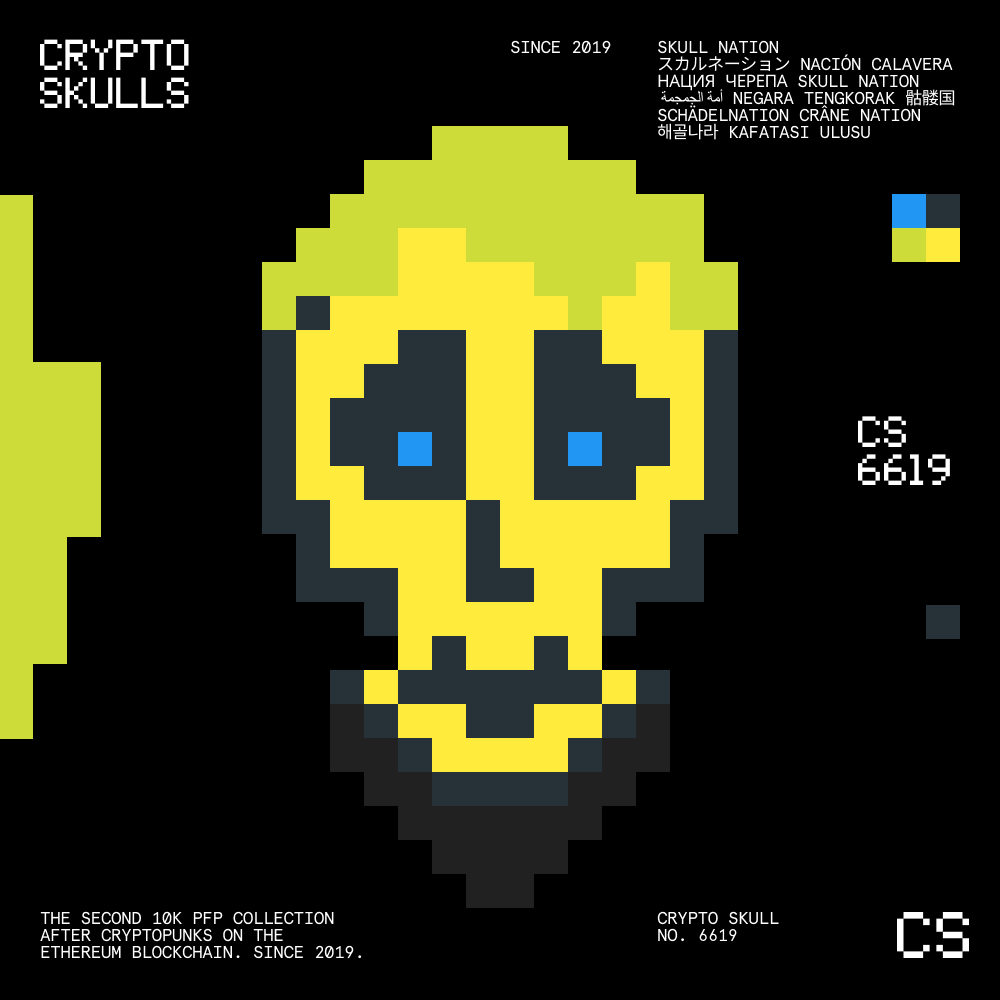 CRYPTO
SKULLS
SINCE 2019
SKULL NATION
スカルネーション NACIÓN CALAVERA
НАЦИЯ ЧЕРЕПА SKULL NATION
أمة الجمجمة NEGARA TENGKORAK 骷髅国
SCHÄDELNATION CRÂNE NATION
해골나라 KAFATASI ULUSU
CS
6619
THE SECOND 10K PFP COLLECTION
AFTER CRYPTOPUNKS ON THE
ETHEREUM BLOCKCHAIN. SINCE 2019.
CRYPTO SKULL
NO. 6619
CS